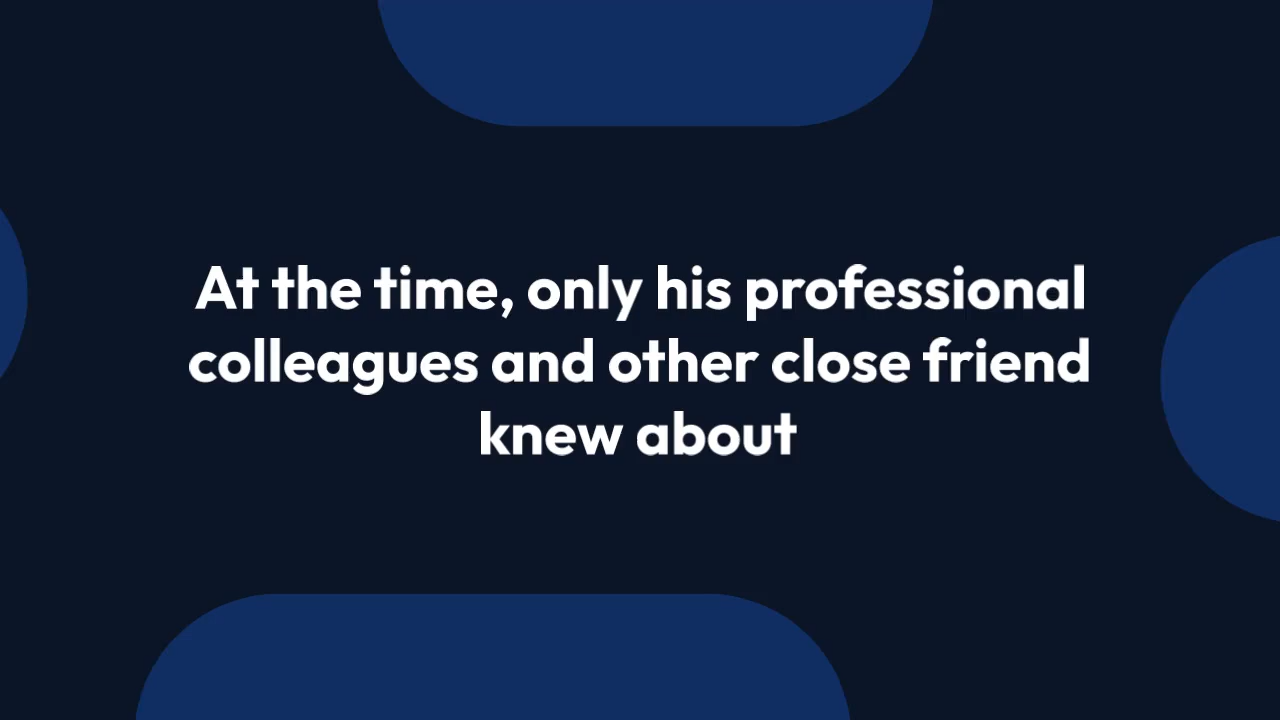 At the time, only his professional
colleagues and other close friend
knew about